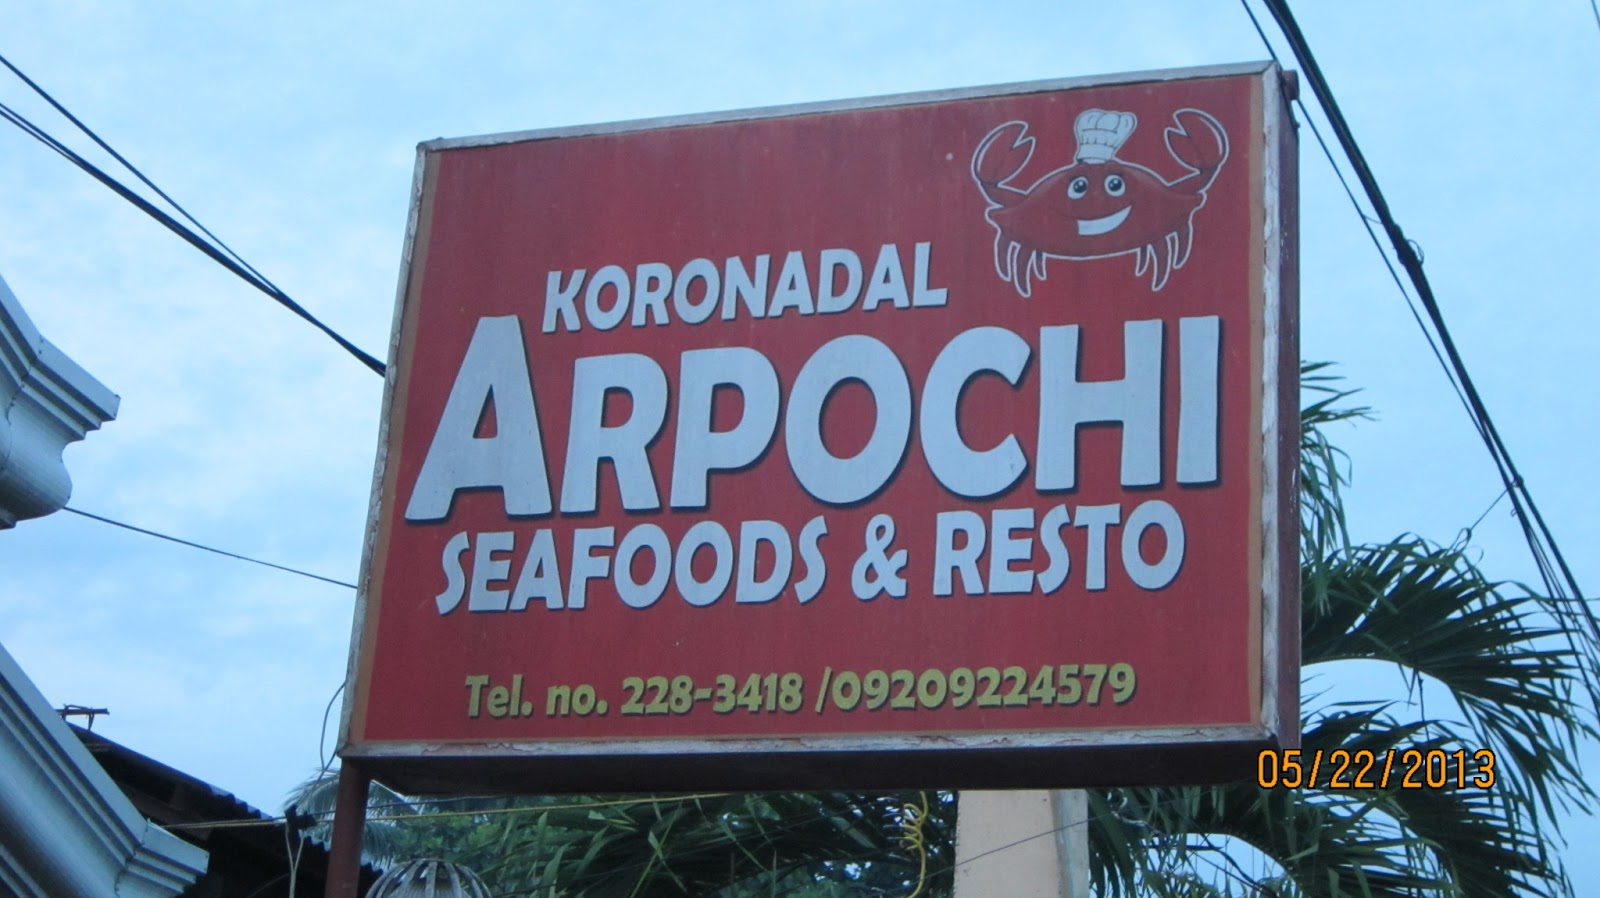 KORONADAL
ARPOCHI
SEAFOODS & RESTO
Tel. no. 228-3418 /09209224579
05/22/2013